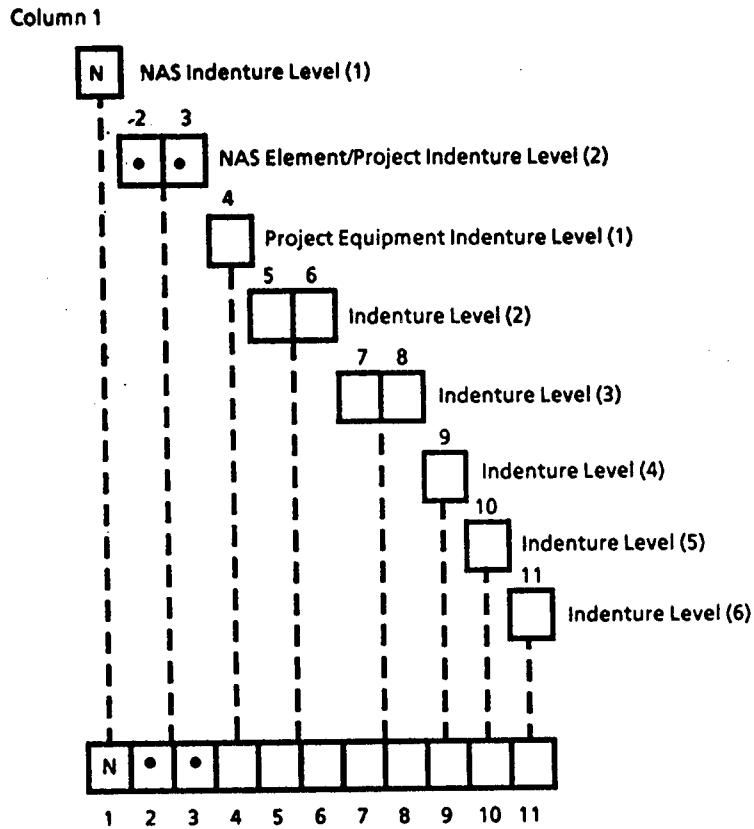 Column 1
N NAS Indenture Level (1)
2 3
• • NAS Element/Project Indenture Level (2)
4
Project Equipment Indenture Level (1)
5 6
Indenture Level (2)
7 8
Indenture Level (3)
9
Indenture Level (4)
10
Indenture Level (5)
11
Indenture Level (6)
N • •
1 2 3 4 5 6 7 8 9 10 11